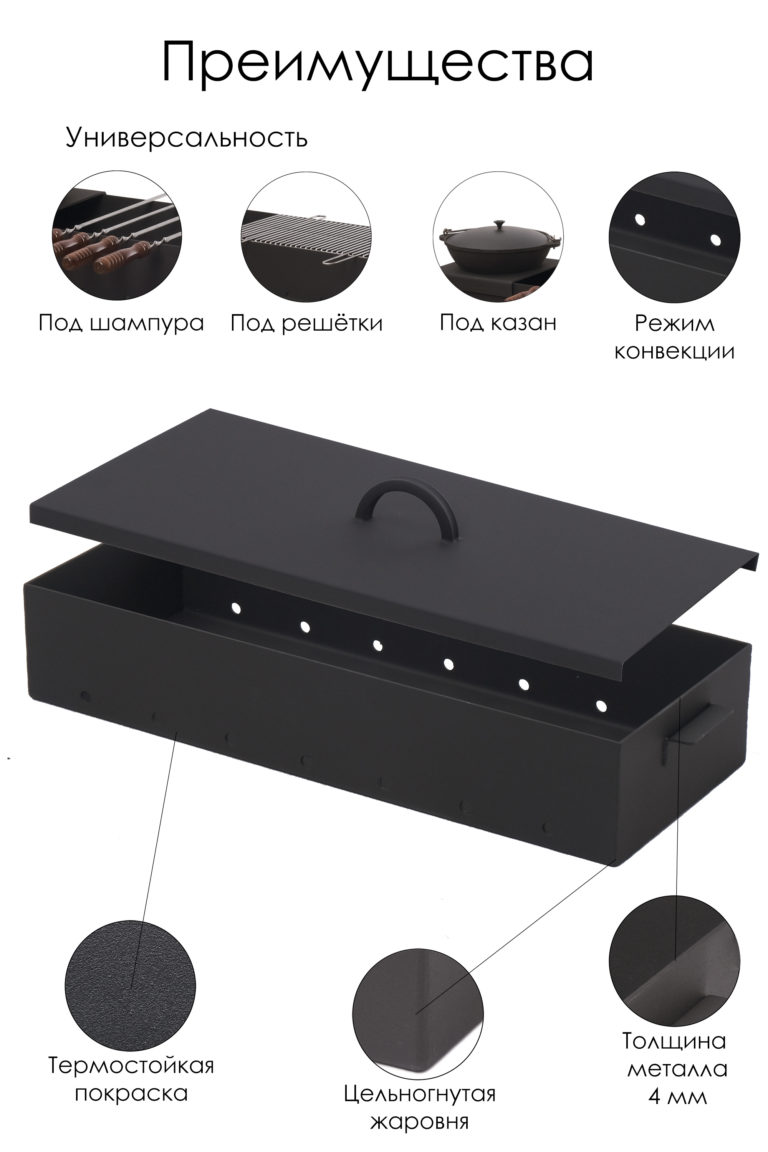 Преимущества
Универсальность
Под шампура
Под решётки
Под казан
Режим
конвекции
Термостойкая
покраска
Цельногнутая
жаровня
Толщина
металла
4 мм